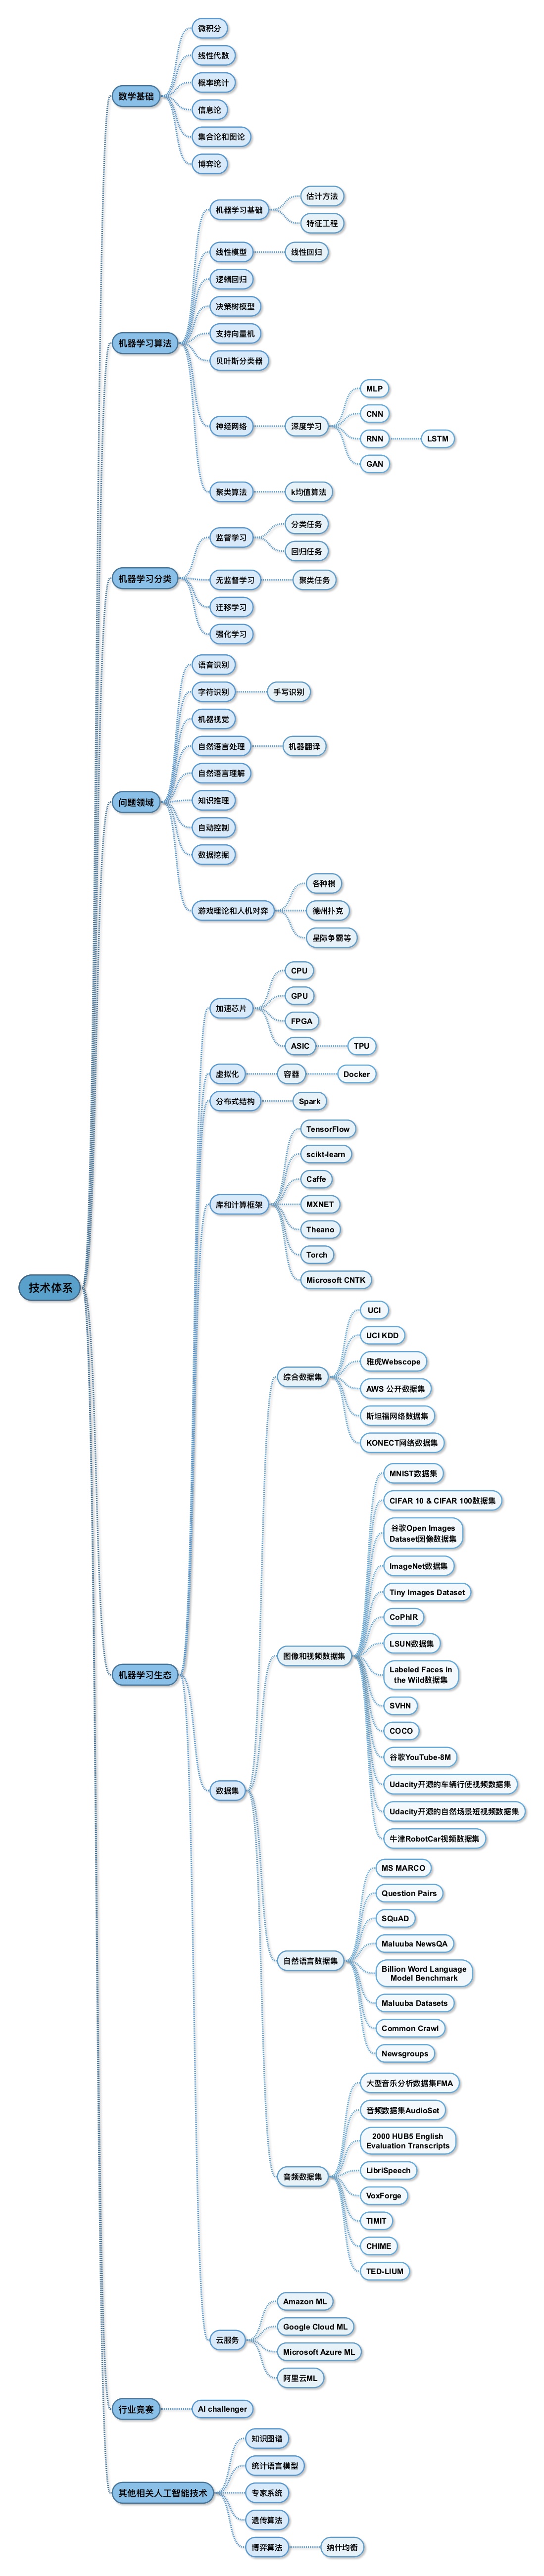 微积分
线性代数
概率统计
信息论
集合论和图论
博弈论
数学基础
机器学习基础
估计方法
特征工程
线性模型
线性回归
逻辑回归
决策树模型
支持向量机
贝叶斯分类器
机器学习算法
神经网络
深度学习
MLP
CNN
RNN
LSTM
GAN
聚类算法
k均值算法
机器学习分类
监督学习
分类任务
回归任务
无监督学习
聚类任务
迁移学习
强化学习
问题领域
语音识别
字符识别
手写识别
机器视觉
自然语言处理
机器翻译
自然语言理解
知识推理
自动控制
数据挖掘
游戏理论和人机对弈
各种棋
德州扑克
星际争霸等
技术体系
机器学习生态
加速芯片
CPU
GPU
FPGA
ASIC
TPU
虚拟化
容器
Docker
分布式结构
Spark
库和计算框架
TensorFlow
scikt-learn
Caffe
MXNET
Theano
Torch
Microsoft CNTK
数据集
综合数据集
UCI
UCI KDD
雅虎Webscope
AWS 公开数据集
斯坦福网络数据集
KONECT网络数据集
图像和视频数据集
MNIST数据集
CIFAR 10 & CIFAR 100数据集
谷歌Open Images
Dataset图像数据集
ImageNet数据集
Tiny Images Dataset
CoPhIR
LSUN数据集
Labeled Faces in
the Wild数据集
SVHN
COCO
谷歌YouTube-8M
Udacity开源的车辆行使视频数据集
Udacity开源的自然场景短视频数据集
牛津RobotCar视频数据集
自然语言数据集
MS MARCO
Question Pairs
SQuAD
Maluuba NewsQA
Billion Word Language
Model Benchmark
Maluuba Datasets
Common Crawl
Newsgroups
音频数据集
大型音乐分析数据集FMA
音频数据集AudioSet
2000 HUB5 English
Evaluation Transcripts
LibriSpeech
VoxForge
TIMIT
CHIME
TED-LIUM
云服务
Amazon ML
Google Cloud ML
Microsoft Azure ML
阿里云ML
行业竞赛
AI challenger
其他相关人工智能技术
知识图谱
统计语言模型
专家系统
遗传算法
博弈算法
纳什均衡